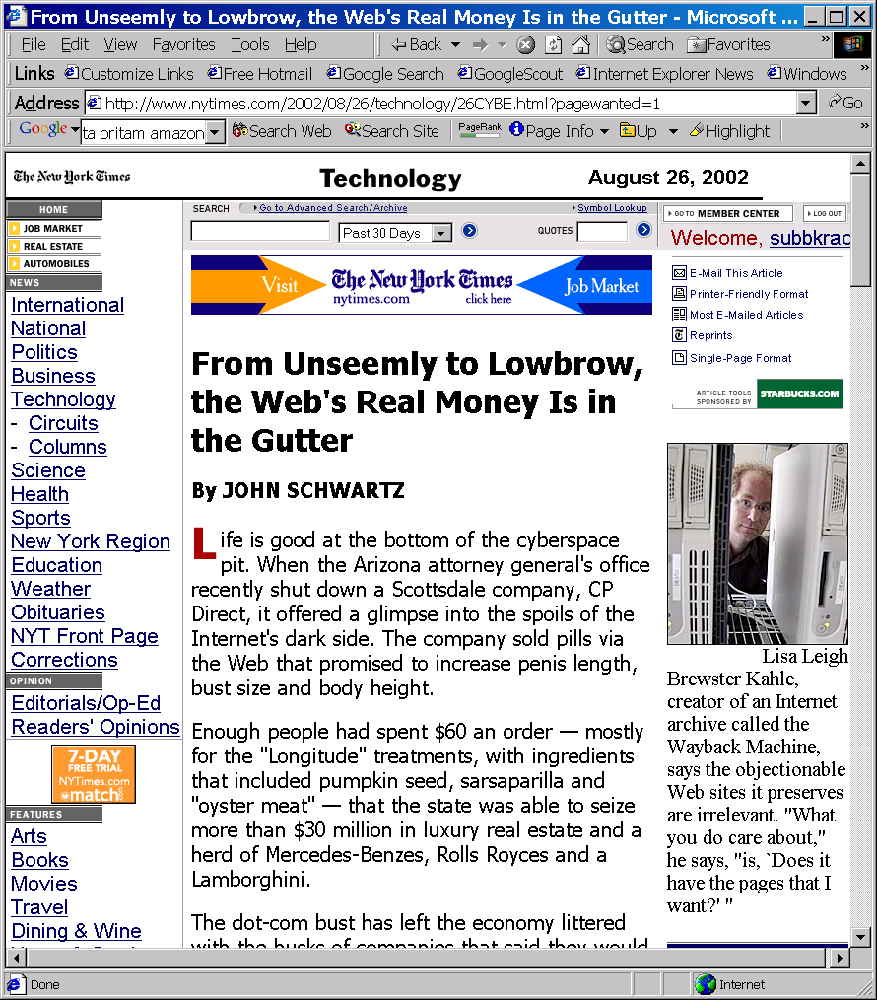 From Unseemly to Lowbrow, the Web's Real Money Is in the Gutter - Microsoft ...
File Edit View Favorites Tools Help Back Search Favorites »
Links Customize Links Free Hotmail Google Search GoogleScout Internet Explorer News Windows »
Address http://www.nytimes.com/2002/08/26/technology/26CYBE.html?pagewanted=1 Go
Google ta pritam amazon Search Web Search Site PageRank Page Info Up Highlight »
The New York Times Technology August 26, 2002
HOME
JOB MARKET
REAL ESTATE
AUTOMOBILES
NEWS
International
National
Politics
Business
Technology
- Circuits
- Columns
Science
Health
Sports
New York Region
Education
Weather
Obituaries
NYT Front Page
Corrections
OPINION
Editorials/Op-Ed
Readers' Opinions
7-DAY
FREE TRIAL
NYTimes.com
match.com
FEATURES
Arts
Books
Movies
Travel
Dining & Wine
SEARCH Go to Advanced Search/Archive Symbol Lookup
Past 30 Days QUOTES
Visit The New York Times Job Market
nytimes.com click here
From Unseemly to Lowbrow,
the Web's Real Money Is in
the Gutter
By JOHN SCHWARTZ
Life is good at the bottom of the cyberspace
pit. When the Arizona attorney general's office
recently shut down a Scottsdale company, CP
Direct, it offered a glimpse into the spoils of the
Internet's dark side. The company sold pills via
the Web that promised to increase penis length,
bust size and body height.
Enough people had spent $60 an order — mostly
for the "Longitude" treatments, with ingredients
that included pumpkin seed, sarsaparilla and
"oyster meat" — that the state was able to seize
more than $30 million in luxury real estate and a
herd of Mercedes-Benzes, Rolls Royces and a
Lamborghini.
The dot-com bust has left the economy littered
with the husks of companies that said they would
GO TO MEMBER CENTER LOG OUT
Welcome, subbkrac
E-Mail This Article
Printer-Friendly Format
Most E-Mailed Articles
Reprints
Single-Page Format
ARTICLE TOOLS
SPONSORED BY STARBUCKS.COM
Lisa Leigh
Brewster Kahle,
creator of an Internet
archive called the
Wayback Machine,
says the objectionable
Web sites it preserves
are irrelevant. "What
you do care about,"
he says, "is, `Does it
have the pages that I
want?' "
Done Internet